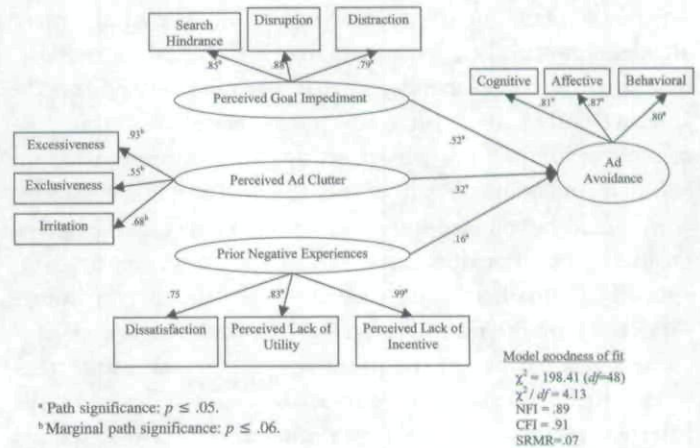 Search Hindrance
Disruption
Distraction
.85ª
.88ª
.79ª
Perceived Goal Impediment
Cognitive
Affective
Behavioral
.81ª
.87ª
.80ª
.52ª
Excessiveness
Exclusiveness
Irritation
.93ᵇ
.55ᵇ
.68ᵇ
Perceived Ad Clutter
.32ª
Ad
Avoidance
Prior Negative Experiences
.16ª
.75
.83ª
.99ª
Dissatisfaction
Perceived Lack of
Utility
Perceived Lack of
Incentive
Model goodness of fit
χ² = 198.41 (df=48)
χ² / df = 4.13
NFI = .89
CFI = .91
SRMR=.07
ª Path significance: p ≤ .05.
ᵇ Marginal path significance: p ≤ .06.